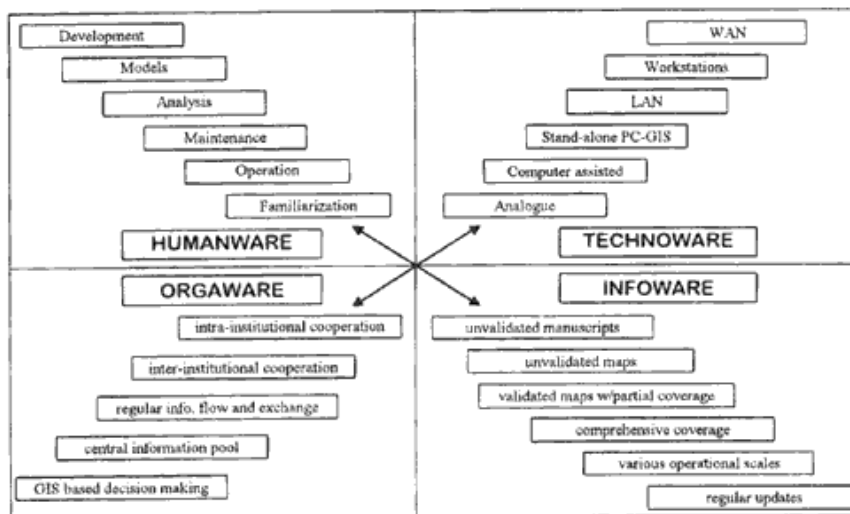 Development
Models
Analysis
Maintenance
Operation
Familiarization
HUMANWARE
WAN
Workstations
LAN
Stand-alone PC-GIS
Computer assisted
Analogue
TECHNOWARE
ORGAWARE
intra-institutional cooperation
inter-institutional cooperation
regular info. flow and exchange
central information pool
GIS based decision making
INFOWARE
unvalidated manuscripts
unvalidated maps
validated maps w/partial coverage
comprehensive coverage
various operational scales
regular updates